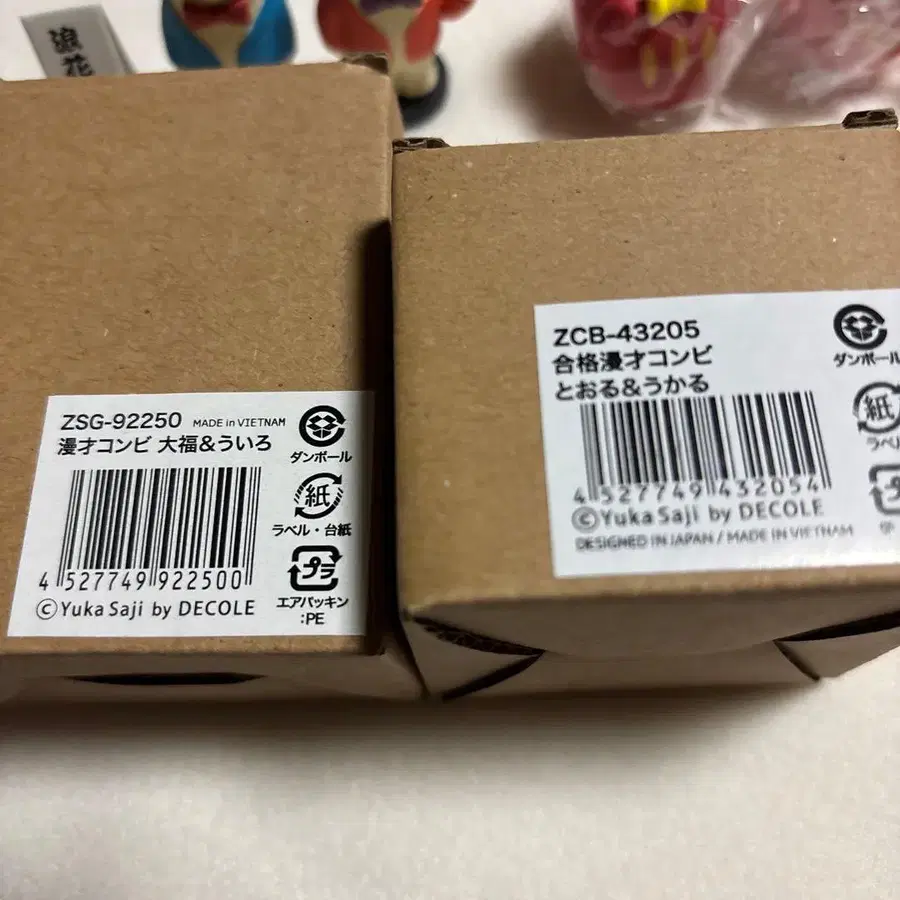 浪花
ZSG-92250 MADE in VIETNAM
漫才コンビ 大福&ういろ
4 527749 922500
©Yuka Saji by DECOLE
ダンボール
紙
ラベル・台紙
プラ
エアパッキン
:PE
ZCB-43205
合格漫才コンビ
とおる&うかる
4 527749 432054
©Yuka Saji by DECOLE
DESIGNED IN JAPAN / MADE IN VIETNAM
ダンボール
紙
ラベル